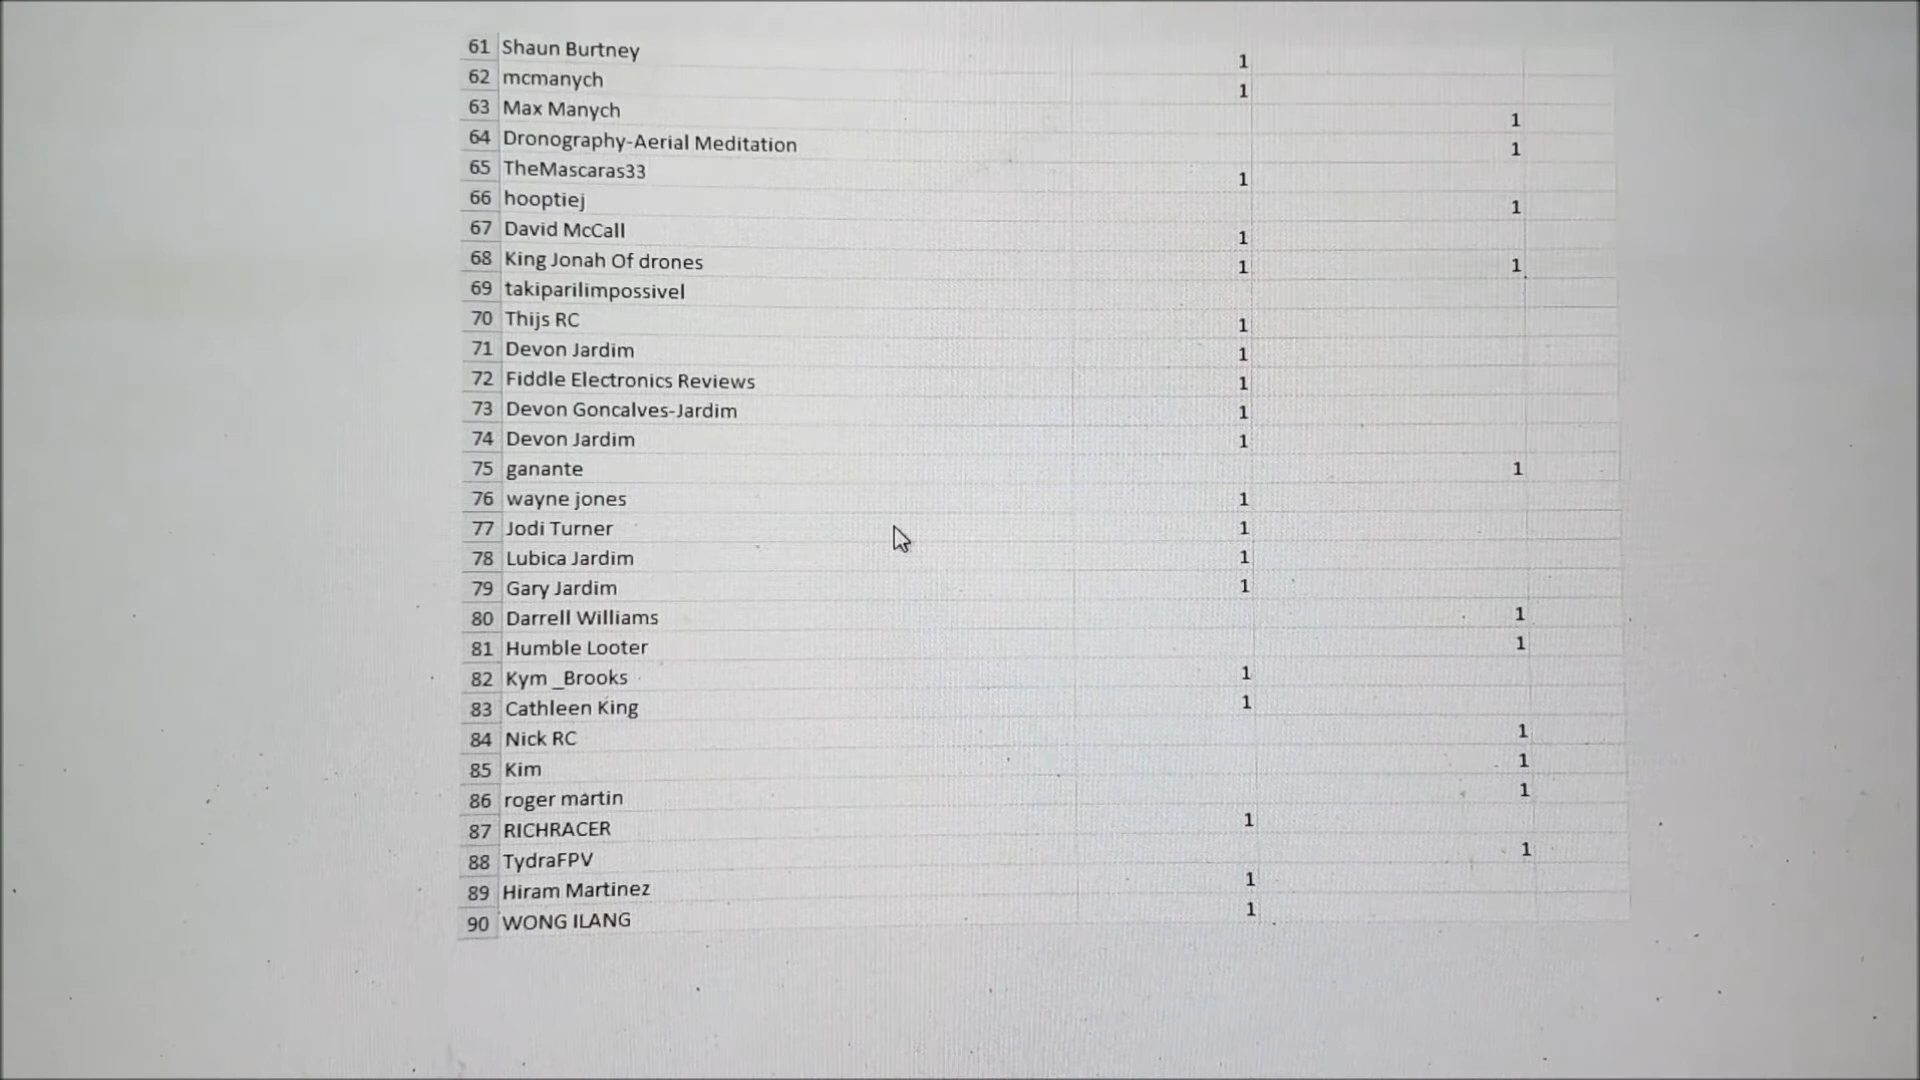 61 Shaun Burtney 1
62 mcmanych 1
63 Max Manych 1
64 Dronography-Aerial Meditation 1
65 TheMascaras33 1
66 hooptiej 1
67 David McCall 1
68 King Jonah Of drones 1 1
69 takiparilimpossivel
70 Thijs RC 1
71 Devon Jardim 1
72 Fiddle Electronics Reviews 1
73 Devon Goncalves-Jardim 1
74 Devon Jardim 1
75 ganante 1
76 wayne jones 1
77 Jodi Turner 1
78 Lubica Jardim 1
79 Gary Jardim 1
80 Darrell Williams 1
81 Humble Looter 1
82 Kym _Brooks 1
83 Cathleen King 1
84 Nick RC 1
85 Kim 1
86 roger martin 1
87 RICHRACER 1
88 TydraFPV 1
89 Hiram Martinez 1
90 WONG ILANG 1